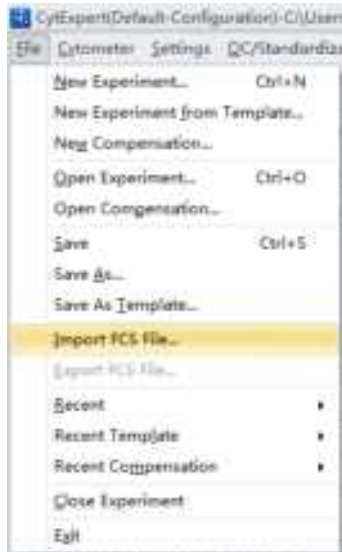 CytExpert(Default-Configuration)-C:\User
File Cytometer Settings QC/Standardiza
New Experiment... Ctrl+N
New Experiment from Template...
New Compensation...
Open Experiment... Ctrl+O
Open Compensation...
Save Ctrl+S
Save As...
Save As Template...
Import FCS File...
Export FCS File...
Recent
Recent Template
Recent Compensation
Close Experiment
Exit